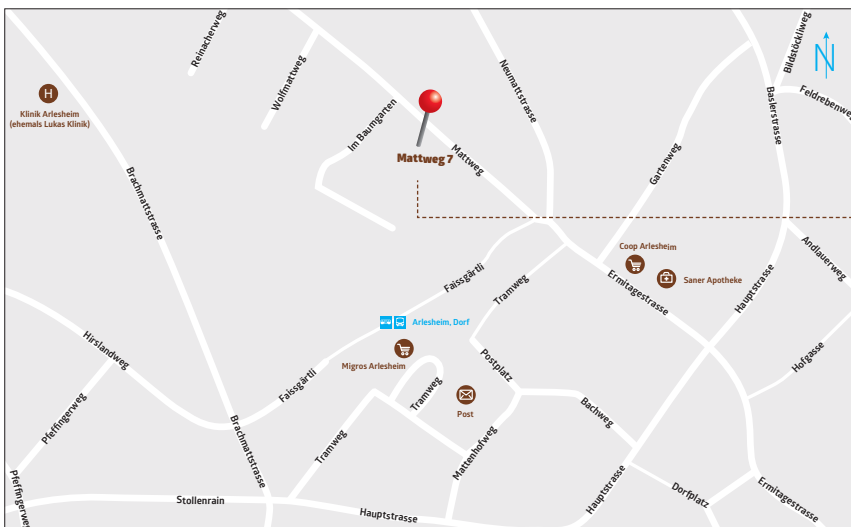 Reinacherweg
Wolfmattweg
Neumattstrasse
Bildstöckliweg
N
Baslerstrasse
Feldrebenweg
H
Klinik Arlesheim
(ehemals Lukas Klinik)
Im Baumgarten
Mattweg 7
Mattweg
Gartenweg
Brachmattstrasse
Coop Arlesheim
Saner Apotheke
Andlauerweg
Hauptstrasse
Ermitagestrasse
Faissgärtli
Tramweg
Arlesheim, Dorf
Hirslandweg
Migros Arlesheim
Postplatz
Hofgasse
Faissgärtli
Tramweg
Post
Bachweg
Pfeffingerweg
Brachmattstrasse
Tramweg
Mattenhofweg
Hauptstrasse
Dorfplatz
Ermitagestrasse
Pfeffingerweg
Stollenrain
Hauptstrasse